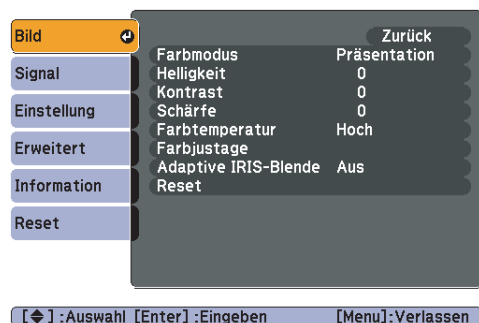 Bild
Signal
Einstellung
Erweitert
Information
Reset
Zurück
Farbmodus Präsentation
Helligkeit 0
Kontrast 0
Schärfe 0
Farbtemperatur Hoch
Farbjustage
Adaptive IRIS-Blende Aus
Reset
[◆] :Auswahl [Enter] :Eingeben [Menu]:Verlassen